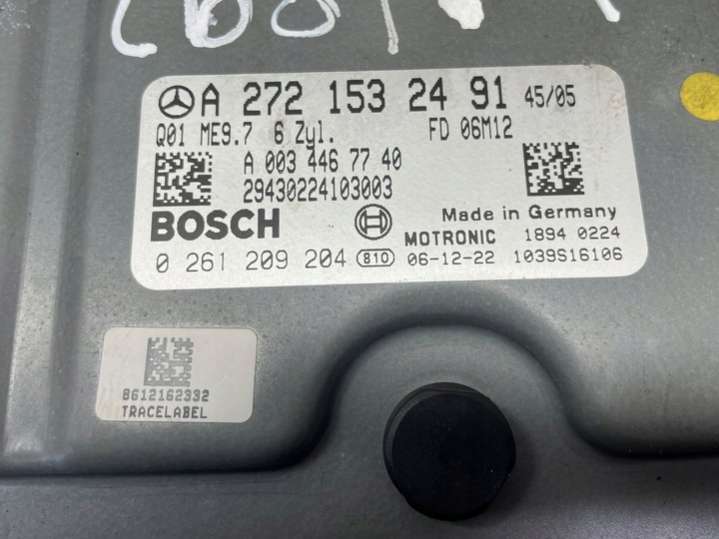 A 272 153 24 91 45/05
Q01 ME9.7 6 Zyl. FD 06M12
A 003 446 77 40
29430224103003
BOSCH Made in Germany
MOTRONIC 1894 0224
0 261 209 204 810 06-12-22 1039S16106
8612162332
TRACELABEL